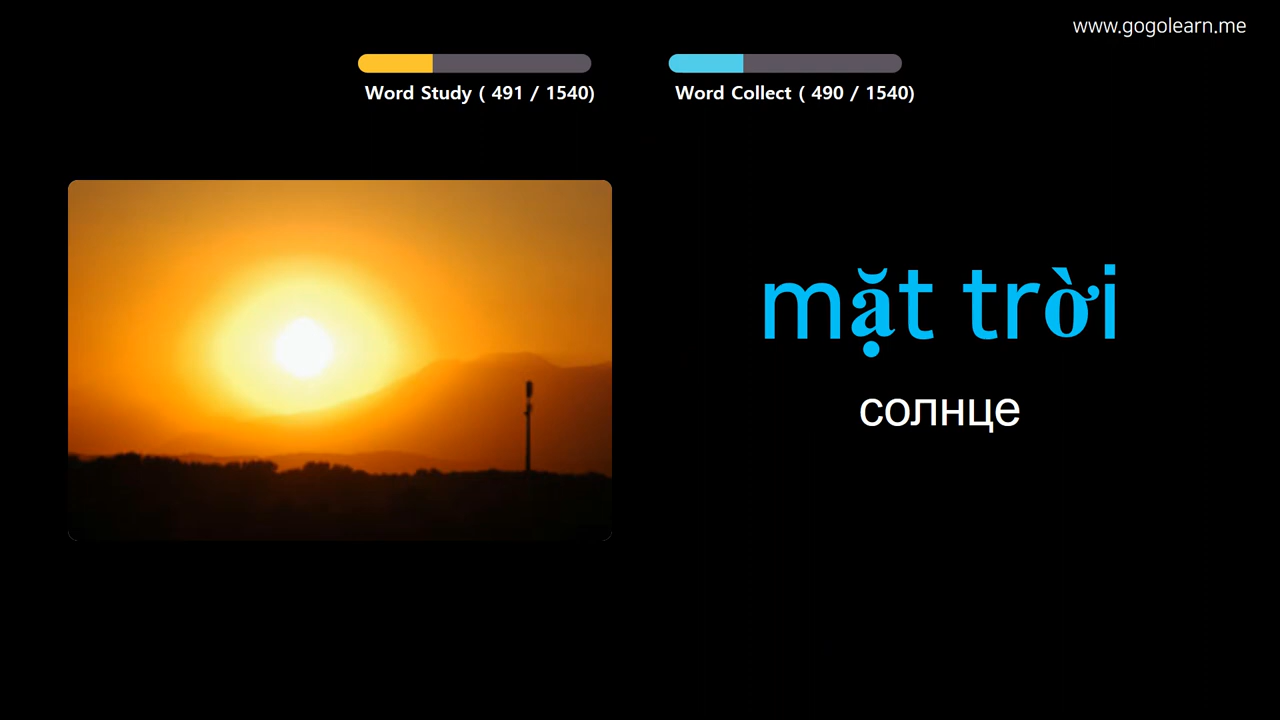 www.gogolearn.me
Word Study ( 491 / 1540)
Word Collect ( 490 / 1540)
mặt trời
солнце